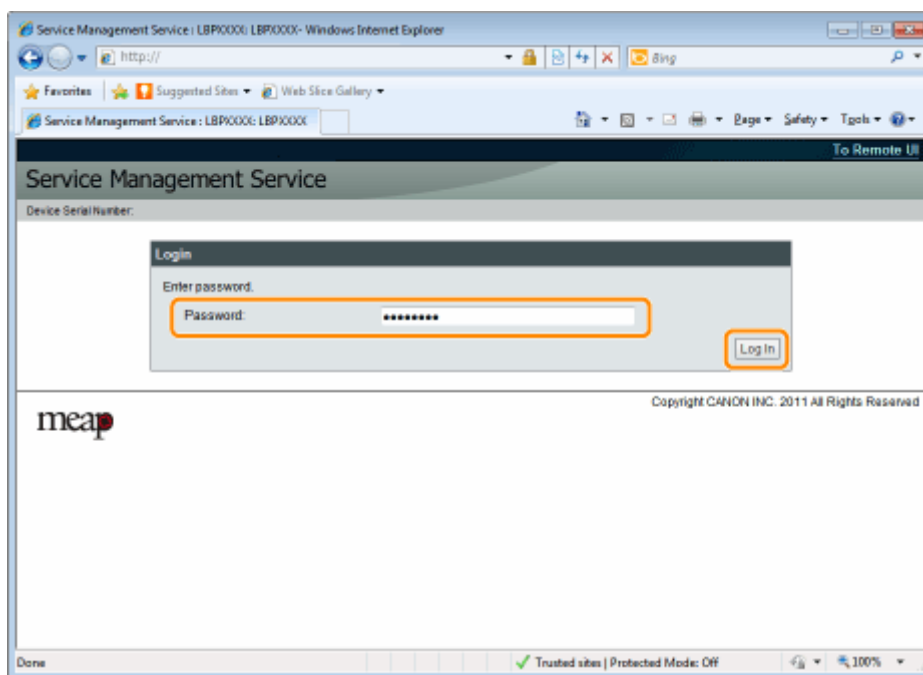 Service Management Service : LBPXXXX: LBPXXXX- Windows Internet Explorer
http:// Bing
Favorites Suggested Sites Web Slice Gallery
Service Management Service : LBPXXXX: LBPXXXX Page Safety Tools
To Remote UI
Service Management Service
Device Serial Number:
Login
Enter password.
Password: ••••••••
Log In
Copyright CANON INC. 2011 All Rights Reserved
meap
Done Trusted sites | Protected Mode: Off 100%